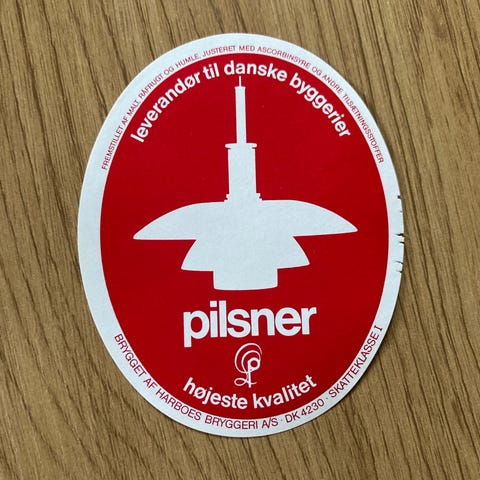 FREMSTILLET AF MALT, RÅFRUGT OG HUMLE, JUSTERET MED ASCORBINSYRE OG ANDRE TILSÆTNINGSSTOFFER
leverandør til danske byggerier
pilsner
højeste kvalitet
BRYGGET AF HARBOES BRYGGERI A/S · DK 4230 · SKATTEKLASSE I